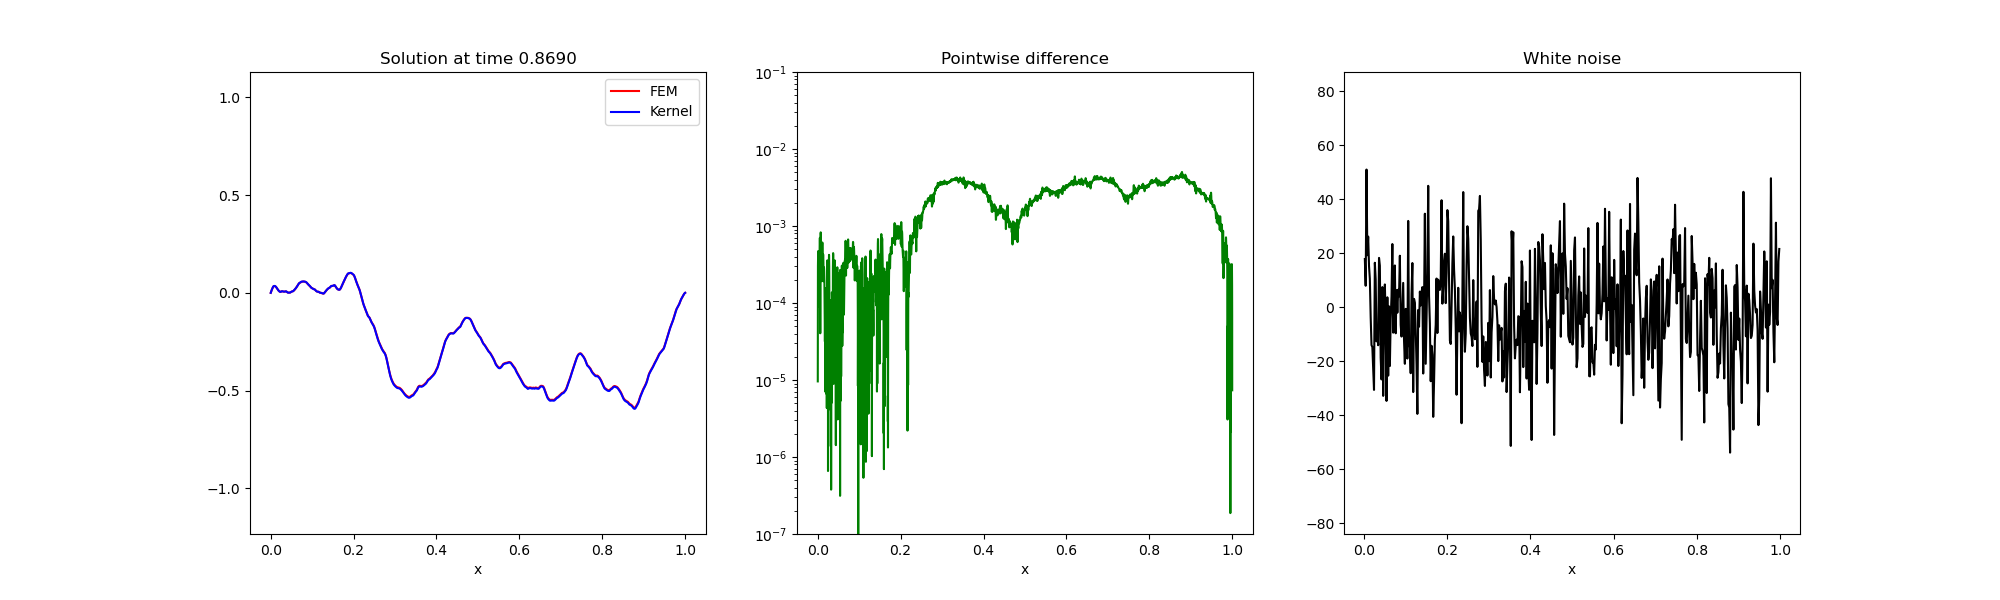 Solution at time 0.8690
FEM
Kernel
1.0
0.5
0.0
−0.5
−1.0
0.0 0.2 0.4 0.6 0.8 1.0
x
Pointwise difference
10⁻¹
10⁻²
10⁻³
10⁻⁴
10⁻⁵
10⁻⁶
10⁻⁷
0.0 0.2 0.4 0.6 0.8 1.0
x
White noise
80
60
40
20
0
−20
−40
−60
−80
0.0 0.2 0.4 0.6 0.8 1.0
x